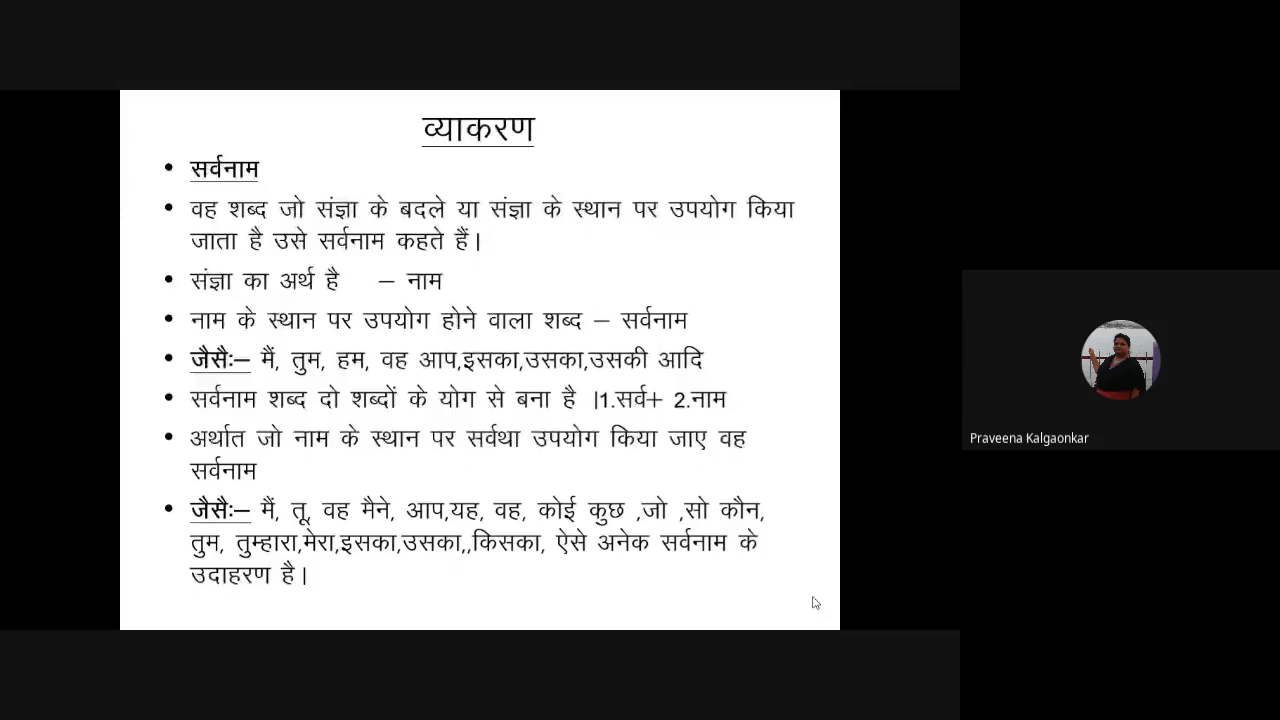 व्याकरण
• सर्वनाम
• वह शब्द जो संज्ञा के बदले या संज्ञा के स्थान पर उपयोग किया
जाता है उसे सर्वनाम कहते हैं।
• संज्ञा का अर्थ है – नाम
• नाम के स्थान पर उपयोग होने वाला शब्द – सर्वनाम
• जैसैः– मैं, तुम, हम, वह आप,इसका,उसका,उसकी आदि
• सर्वनाम शब्द दो शब्दों के योग से बना है |1.सर्व+ 2.नाम
• अर्थात जो नाम के स्थान पर सर्वथा उपयोग किया जाए वह
सर्वनाम
• जैसैः– मैं, तू, वह मैने, आप,यह, वह, कोई कुछ ,जो ,सो कौन,
तुम, तुम्हारा,मेरा,इसका,उसका,,किसका, ऐसे अनेक सर्वनाम के
उदाहरण है।
Praveena Kalgaonkar